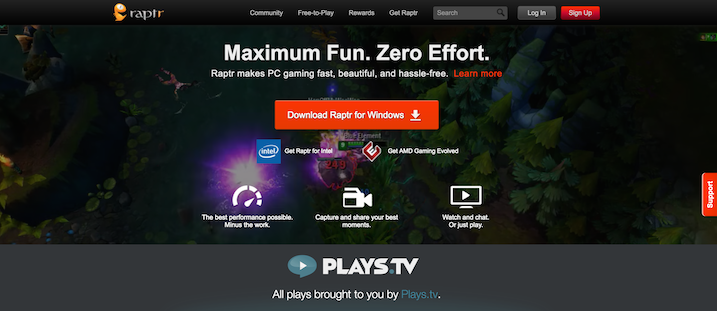 raptr
Community Free-to-Play Rewards Get Raptr Search Log In Sign Up
Maximum Fun. Zero Effort.
Raptr makes PC gaming fast, beautiful, and hassle-free. Learn more
Download Raptr for Windows
intel Get Raptr for Intel Get AMD Gaming Evolved
The best performance possible.
Minus the work.
Capture and share your best
moments.
Watch and chat.
Or just play.
Support
PLAYS.TV
All plays brought to you by Plays.tv.